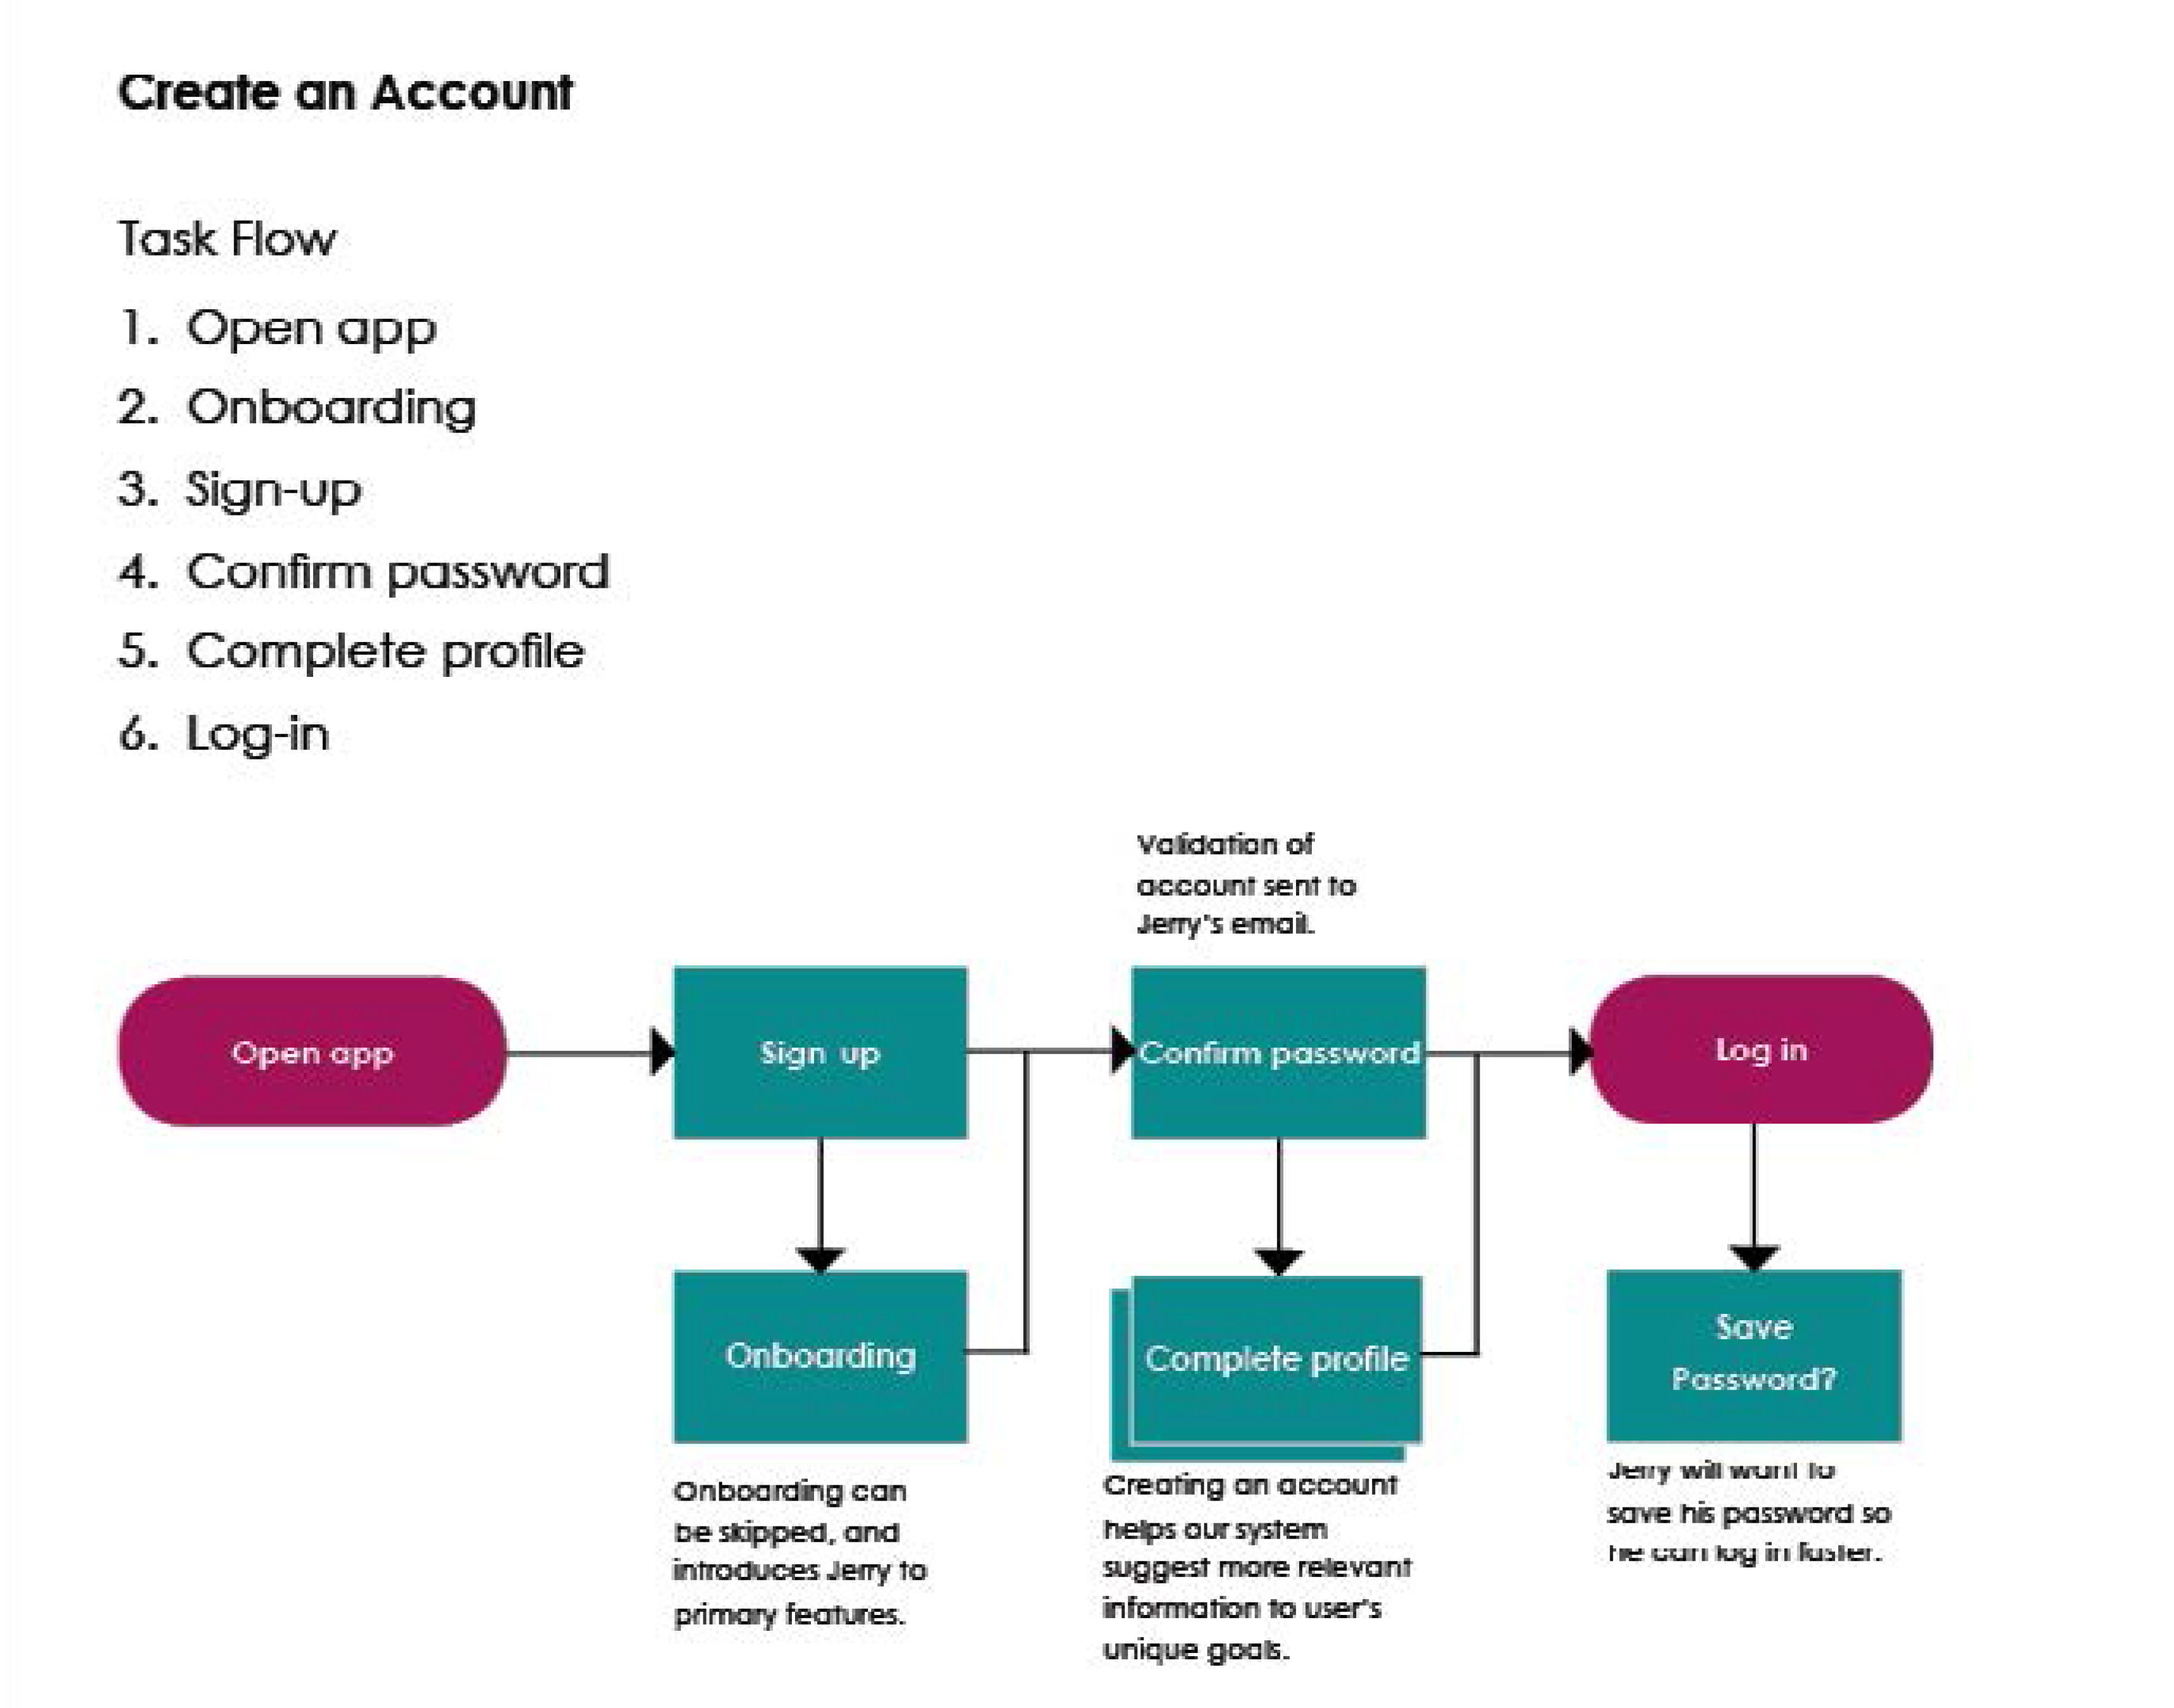 Create an Account
Task Flow
1. Open app
2. Onboarding
3. Sign-up
4. Confirm password
5. Complete profile
6. Log-in
Validation of
account sent to
Jerry's email.
Open app
Sign up
Confirm password
Log in
Onboarding
Complete profile
Save
Password?
Onboarding can
be skipped, and
introduces Jerry to
primary features.
Creating an account
helps our system
suggest more relevant
information to user's
unique goals.
Jerry will want to
save his password so
he can log in faster.